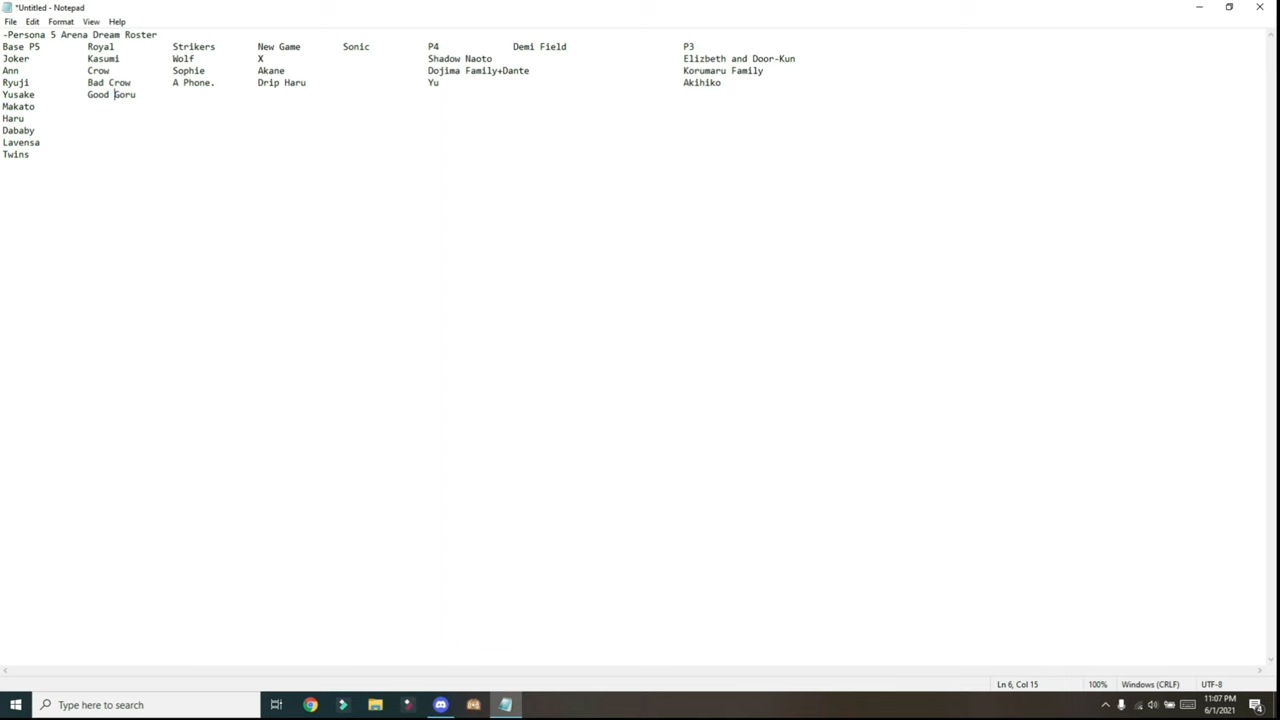 *Untitled - Notepad
File Edit Format View Help
-Persona 5 Arena Dream Roster
Base P5 Royal Strikers New Game Sonic P4 Demi Field P3
Joker Kasumi Wolf X Shadow Naoto Elizbeth and Door-Kun
Ann Crow Sophie Akane Dojima Family+Dante Korumaru Family
Ryuji Bad Crow A Phone. Drip Haru Yu Akihiko
Yusake Good Goru
Makato
Haru
Dababy
Lavensa
Twins
Ln 6, Col 15 100% Windows (CRLF) UTF-8
Type here to search 11:07 PM
6/1/2021 4